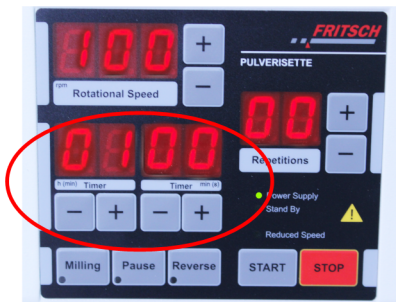 100
FRITSCH
PULVERISETTE
rpm
Rotational Speed
+
−
00
+
−
Repetitions
01 00
h (min) Timer
Timer min (s)
− + − +
Power Supply
Stand By
Reduced Speed
Milling Pause Reverse
START STOP